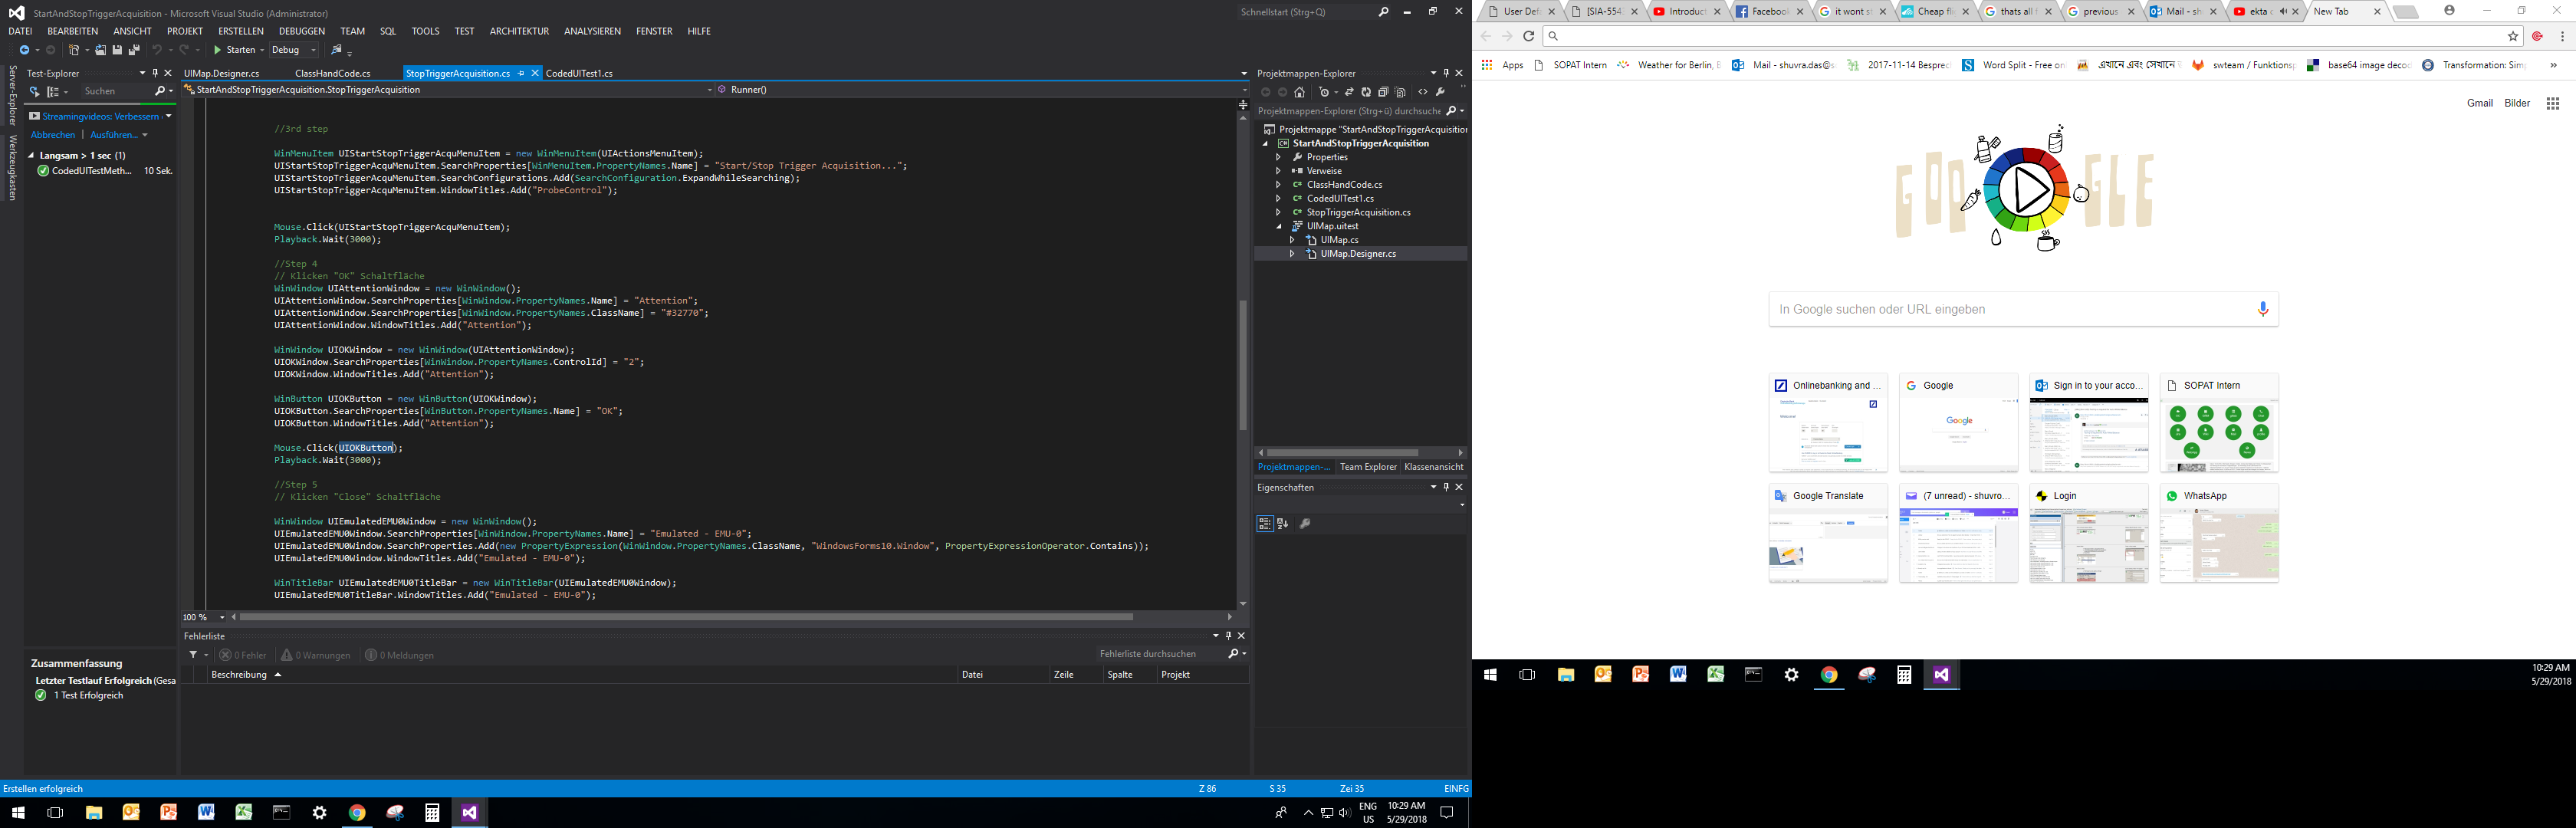 StartAndStopTriggerAcquisition - Microsoft Visual Studio (Administrator)
Schnellstart (Strg+Q)
DATEI BEARBEITEN ANSICHT PROJEKT ERSTELLEN DEBUGGEN TEAM SQL TOOLS TEST ARCHITEKTUR ANALYSIEREN FENSTER HILFE
Starten Debug
Server-Explorer
Werkzeugkasten
Test-Explorer
Suchen
Streamingvideos: Verbessern
Abbrechen | Ausführen...
Langsam > 1 sec (1)
CodedUITestMeth... 10 Sek.
Zusammenfassung
Letzter Testlauf Erfolgreich (Gesa
1 Test Erfolgreich
UIMap.Designer.cs ClassHandCode.cs StopTriggerAcquisition.cs CodedUITest1.cs
StartAndStopTriggerAcquisition.StopTriggerAcquisition Runner()
//3rd step
WinMenuItem UIStartStopTriggerAcquMenuItem = new WinMenuItem(UIActionsMenuItem);
UIStartStopTriggerAcquMenuItem.SearchProperties[WinMenuItem.PropertyNames.Name] = "Start/Stop Trigger Acquisition...";
UIStartStopTriggerAcquMenuItem.SearchConfigurations.Add(SearchConfiguration.ExpandWhileSearching);
UIStartStopTriggerAcquMenuItem.WindowTitles.Add("ProbeControl");
Mouse.Click(UIStartStopTriggerAcquMenuItem);
Playback.Wait(3000);
//Step 4
// Klicken "OK" Schaltfläche
WinWindow UIAttentionWindow = new WinWindow();
UIAttentionWindow.SearchProperties[WinWindow.PropertyNames.Name] = "Attention";
UIAttentionWindow.SearchProperties[WinWindow.PropertyNames.ClassName] = "#32770";
UIAttentionWindow.WindowTitles.Add("Attention");
WinWindow UIOKWindow = new WinWindow(UIAttentionWindow);
UIOKWindow.SearchProperties[WinWindow.PropertyNames.ControlId] = "2";
UIOKWindow.WindowTitles.Add("Attention");
WinButton UIOKButton = new WinButton(UIOKWindow);
UIOKButton.SearchProperties[WinButton.PropertyNames.Name] = "OK";
UIOKButton.WindowTitles.Add("Attention");
Mouse.Click(UIOKButton);
Playback.Wait(3000);
//Step 5
// Klicken "Close" Schaltfläche
WinWindow UIEmulatedEMU0Window = new WinWindow();
UIEmulatedEMU0Window.SearchProperties[WinWindow.PropertyNames.Name] = "Emulated - EMU-0";
UIEmulatedEMU0Window.SearchProperties.Add(new PropertyExpression(WinWindow.PropertyNames.ClassName, "WindowsForms10.Window", PropertyExpressionOperator.Contains));
UIEmulatedEMU0Window.WindowTitles.Add("Emulated - EMU-0");
WinTitleBar UIEmulatedEMU0TitleBar = new WinTitleBar(UIEmulatedEMU0Window);
UIEmulatedEMU0TitleBar.WindowTitles.Add("Emulated - EMU-0");
100 %
Fehlerliste
0 Fehler 0 Warnungen 0 Meldungen
Fehlerliste durchsuchen
Beschreibung Datei Zeile Spalte Projekt
Projektmappen-Explorer
Projektmappen-Explorer (Strg+ü) durchsuche
Projektmappe "StartAndStopTriggerAcquisition
StartAndStopTriggerAcquisition
Properties
Verweise
ClassHandCode.cs
CodedUITest1.cs
StopTriggerAcquisition.cs
UIMap.uitest
UIMap.cs
UIMap.Designer.cs
Projektmappen-... Team Explorer Klassenansicht
Eigenschaften
Erstellen erfolgreich Z 86 S 35 Zei 35 EINFG
ENG
US
10:29 AM
5/29/2018
User Def [SIA-554 Introduct Facebook it wont st Cheap fli thats all f previous Mail - sh ekta New Tab
Apps SOPAT Intern Weather for Berlin, B Mail - shuvra.das@s 2017-11-14 Besprec Word Split - Free on এখানে এবং সেখানে swteam / Funktions base64 image decod Transformation: Sim »
Gmail Bilder
GOOGLE
In Google suchen oder URL eingeben
Onlinebanking and ... Google Sign in to your acco... SOPAT Intern
Google
Google Translate (7 unread) - shuvro... Login WhatsApp
10:29 AM
5/29/2018